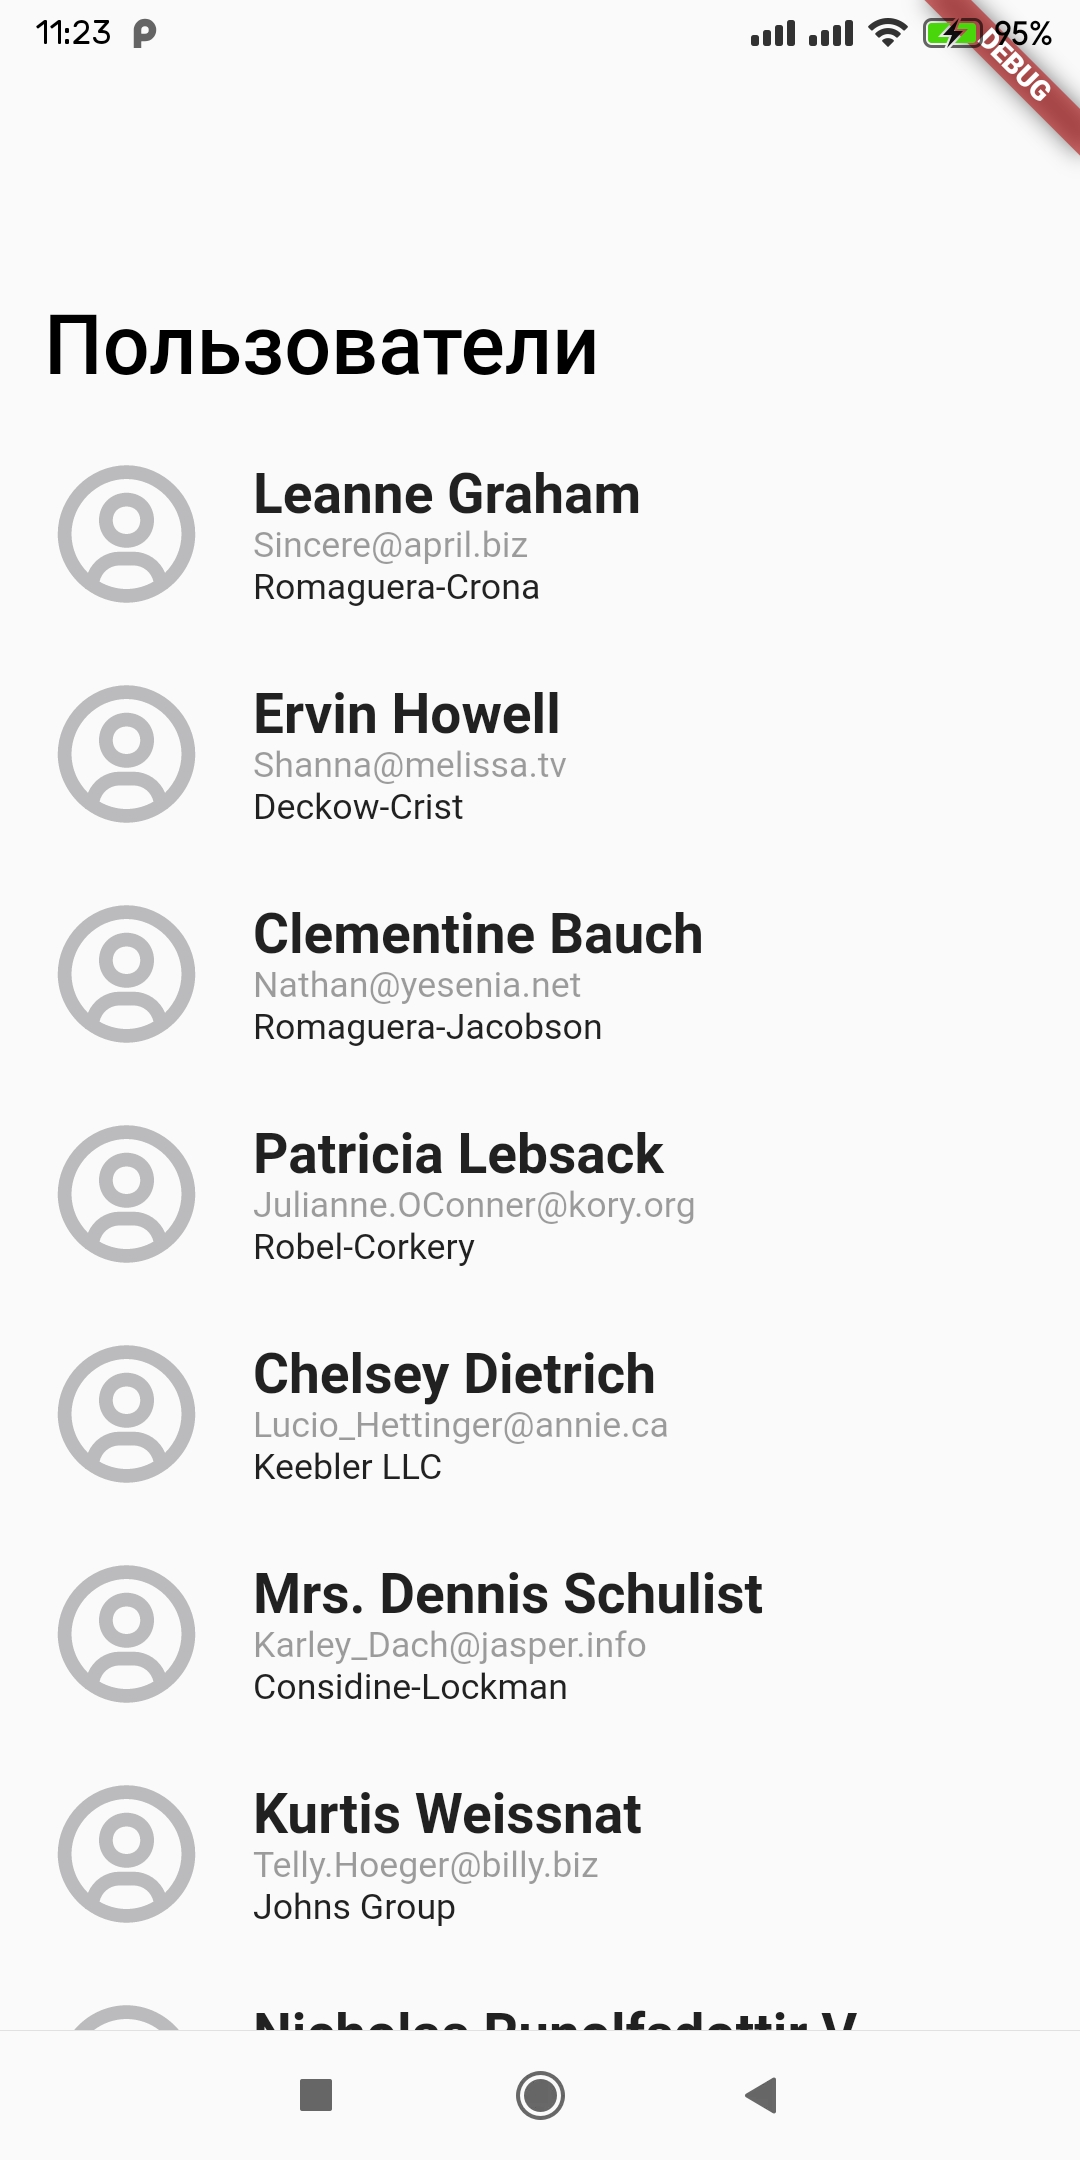 11:23
95%
DEBUG
Пользователи
Leanne Graham
Sincere@april.biz
Romaguera-Crona
Ervin Howell
Shanna@melissa.tv
Deckow-Crist
Clementine Bauch
Nathan@yesenia.net
Romaguera-Jacobson
Patricia Lebsack
Julianne.OConner@kory.org
Robel-Corkery
Chelsey Dietrich
Lucio_Hettinger@annie.ca
Keebler LLC
Mrs. Dennis Schulist
Karley_Dach@jasper.info
Considine-Lockman
Kurtis Weissnat
Telly.Hoeger@billy.biz
Johns Group
Nicholas Runolfsdottir V